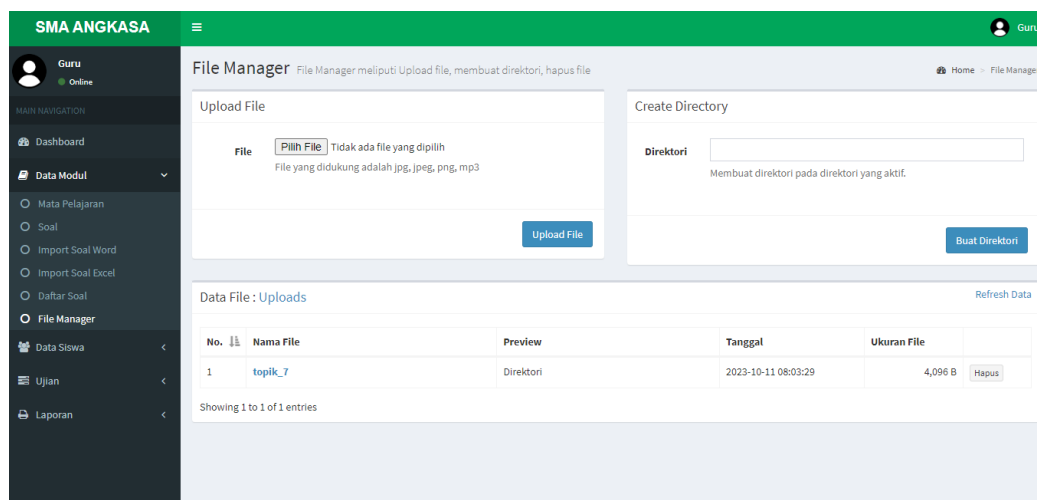 SMA ANGKASA
Guru
Guru
Online
File Manager File Manager meliputi Upload file, membuat direktori, hapus file
Home > File Manage
MAIN NAVIGATION
Dashboard
Data Modul
Mata Pelajaran
Soal
Import Soal Word
Import Soal Excel
Daftar Soal
File Manager
Data Siswa
Ujian
Laporan
Upload File
File Pilih File Tidak ada file yang dipilih
File yang didukung adalah jpg, jpeg, png, mp3
Upload File
Create Directory
Direktori
Membuat direktori pada direktori yang aktif.
Buat Direktori
Data File : Uploads
Refresh Data
No. Nama File Preview Tanggal Ukuran File
1 topik_7 Direktori 2023-10-11 08:03:29 4,096 B Hapus
Showing 1 to 1 of 1 entries